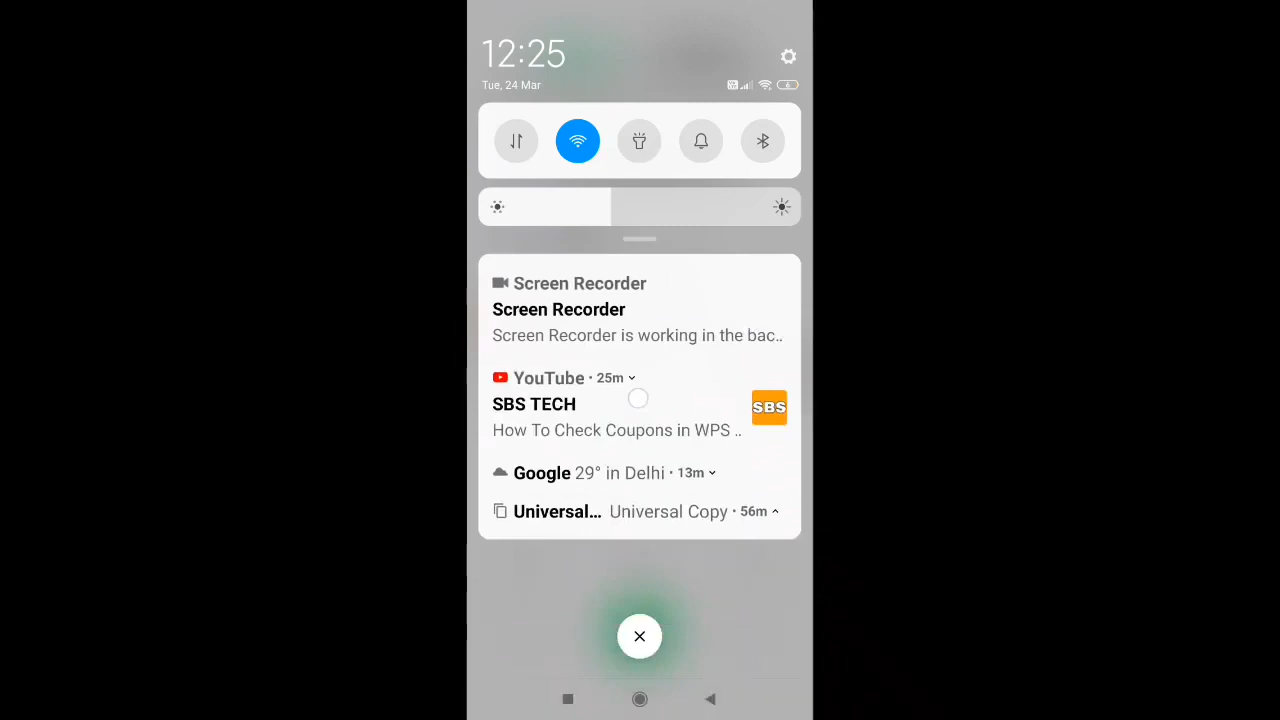 12:25
Tue, 24 Mar
Screen Recorder
Screen Recorder
Screen Recorder is working in the bac..
YouTube · 25m
SBS TECH
SBS
How To Check Coupons in WPS ..
Google 29° in Delhi · 13m
Universal... Universal Copy · 56m